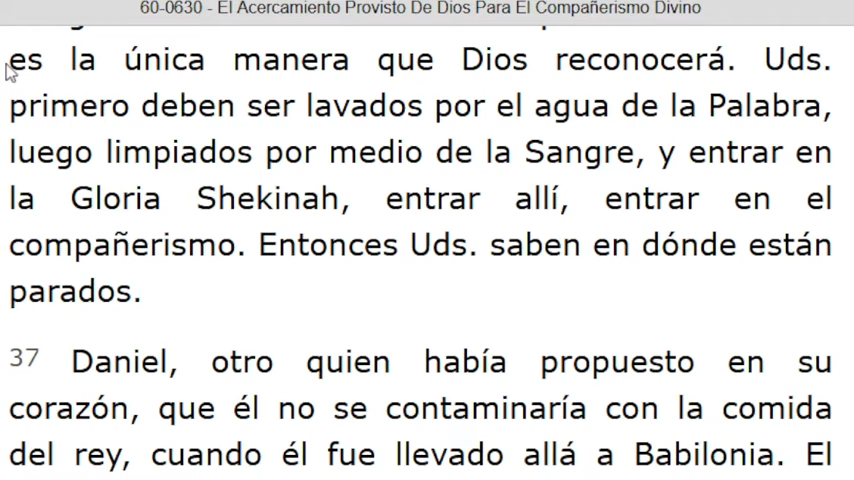 60-0630 - El Acercamiento Provisto De Dios Para El Compañerismo Divino
es la única manera que Dios reconocerá. Uds.
primero deben ser lavados por el agua de la Palabra,
luego limpiados por medio de la Sangre, y entrar en
la Gloria Shekinah, entrar allí, entrar en el
compañerismo. Entonces Uds. saben en dónde están
parados.
37 Daniel, otro quien había propuesto en su
corazón, que él no se contaminaría con la comida
del rey, cuando él fue llevado allá a Babilonia. El